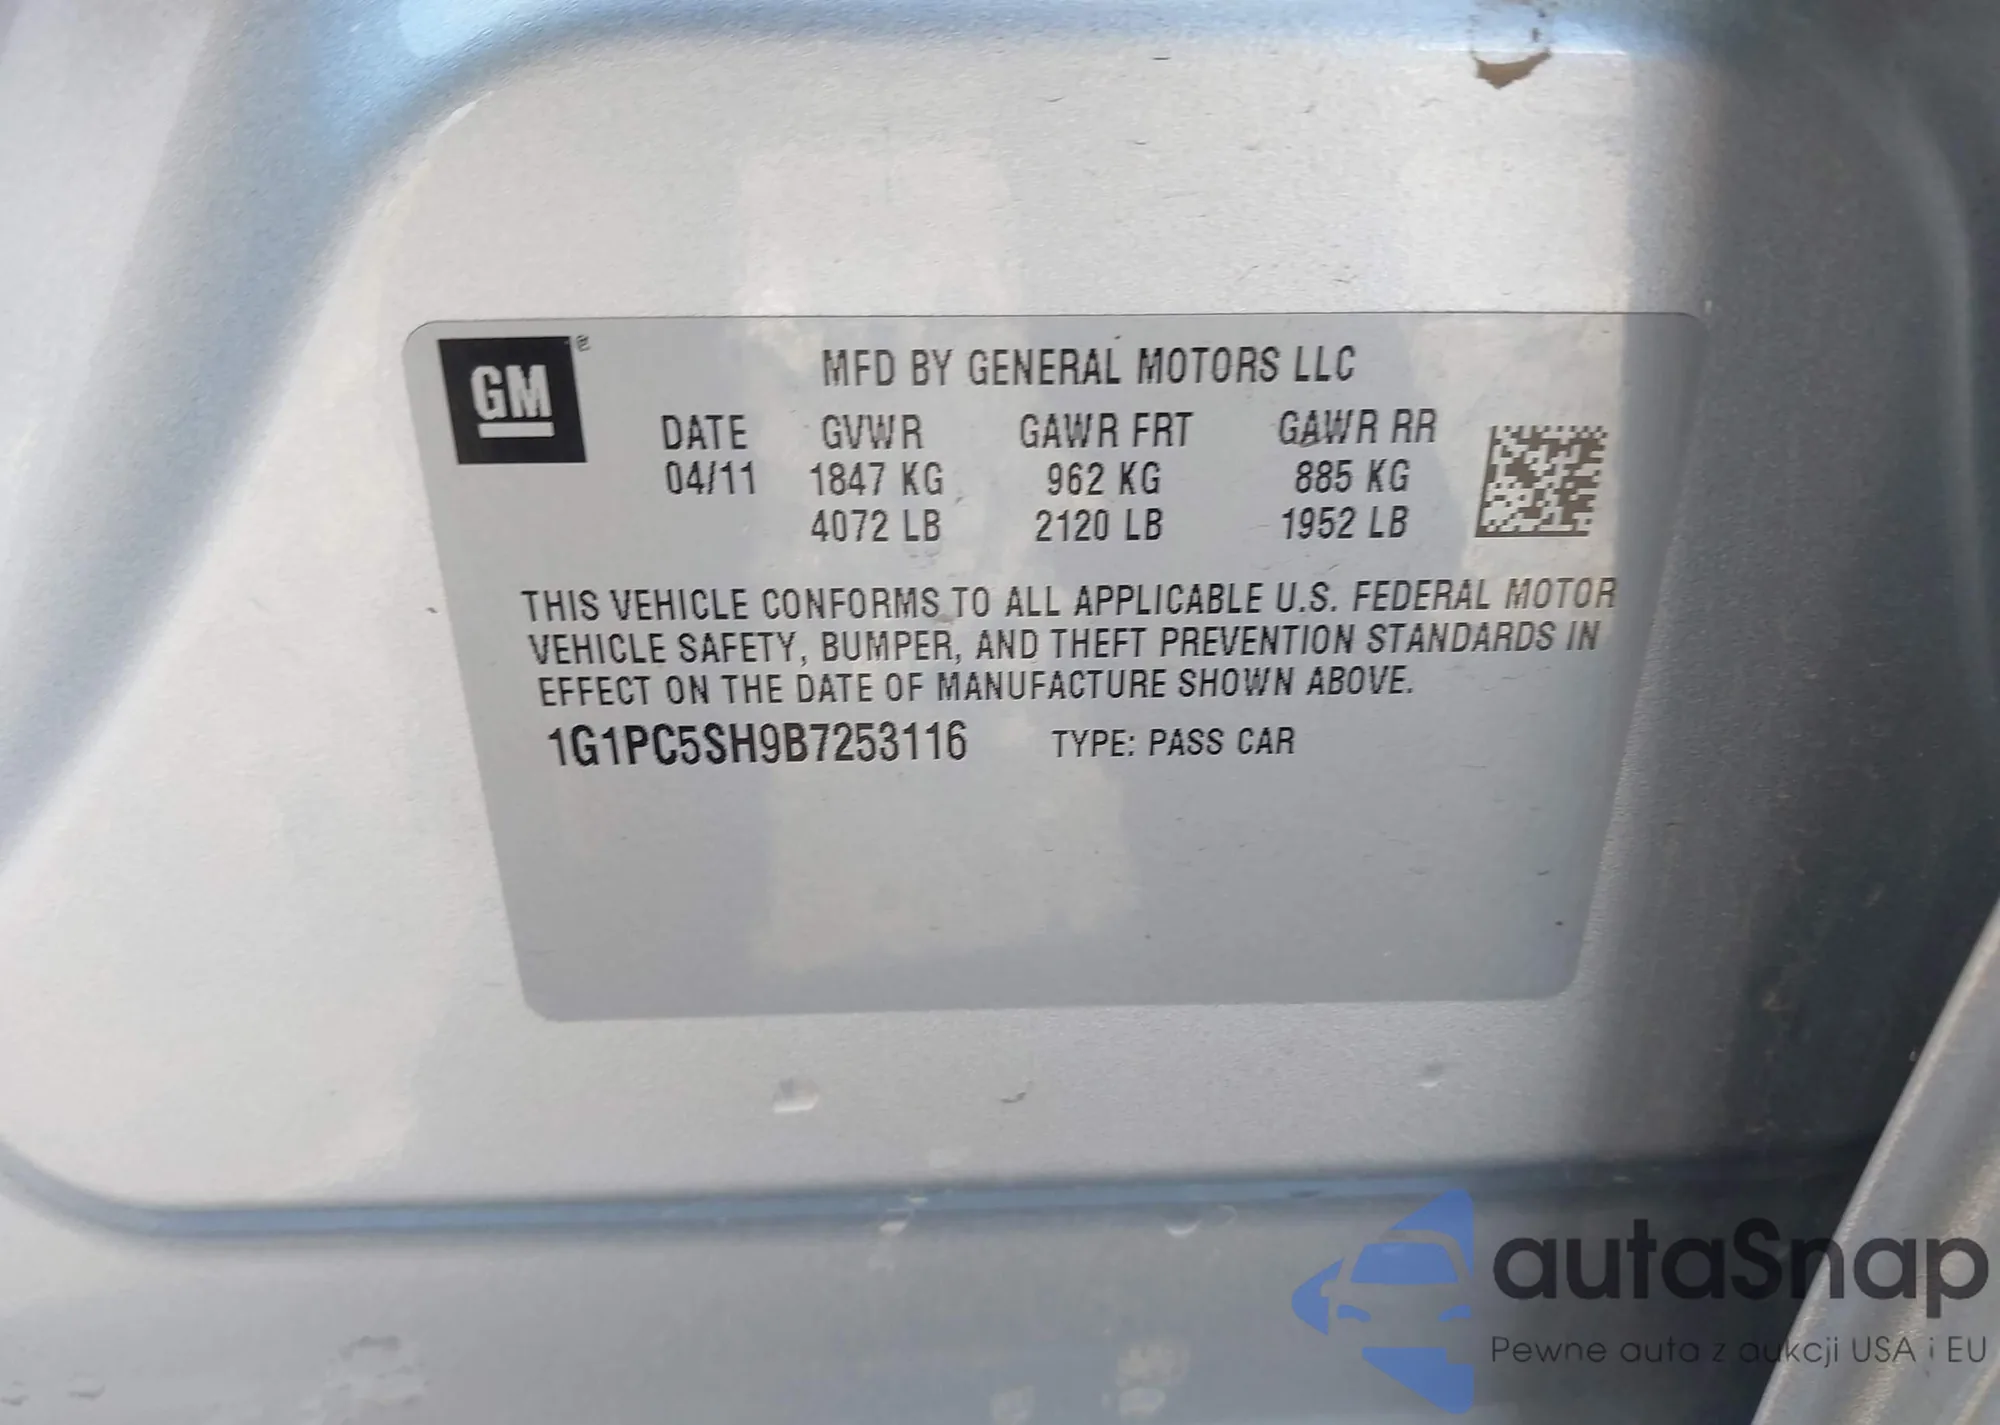 GM
MFD BY GENERAL MOTORS LLC
DATE GVWR GAWR FRT GAWR RR
04/11 1847 KG 962 KG 885 KG
4072 LB 2120 LB 1952 LB
THIS VEHICLE CONFORMS TO ALL APPLICABLE U.S. FEDERAL MOTOR
VEHICLE SAFETY, BUMPER, AND THEFT PREVENTION STANDARDS IN
EFFECT ON THE DATE OF MANUFACTURE SHOWN ABOVE.
1G1PC5SH9B7253116 TYPE: PASS CAR
autaSnap
Pewne auta z aukcji USA i EU